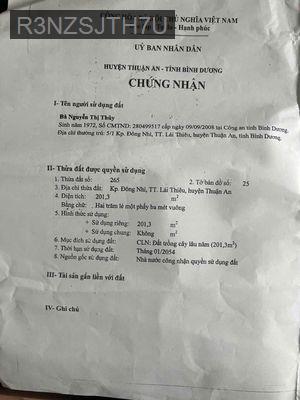 R3NZSJTH7U
CỘNG HÒA XÃ HỘI CHỦ NGHĨA VIỆT NAM
Hạnh phúc
UỶ BAN NHÂN DÂN
HUYỆN THUẬN AN - TỈNH BÌNH DƯƠNG
CHỨNG NHẬN
I- Tên người sử dụng đất
Bà Nguyễn Thị Thủy
Sinh năm 1972, Số CMTND: 280499517 cấp ngày 09/09/2008 tại Công an tỉnh Bình Dương.
Địa chỉ thường trú: 5/1 Kp. Đông Nhì, TT. Lái Thiêu, huyện Thuận An, tỉnh Bình Dương.
II- Thửa đất được quyền sử dụng
1. Thửa đất số: 265 2. Tờ bản đồ số: 25
3. Địa chỉ thửa đất: Kp. Đông Nhì, TT. Lái Thiêu, huyện Thuận An
4. Diện tích: 201,3 m²
Bằng chữ: Hai trăm lẻ một phẩy ba mét vuông
5. Hình thức sử dụng:
+ Sử dụng riêng: 201,3 m²
+ Sử dụng chung: Không m²
6. Mục đích sử dụng đất: CLN: Đất trồng cây lâu năm (201,3m²)
7. Thời hạn sử dụng đất: Tháng 01/2054
8. Nguồn gốc sử dụng đất: Nhà nước công nhận quyền sử dụng đất
III- Tài sản gắn liền với đất
IV- Ghi chú